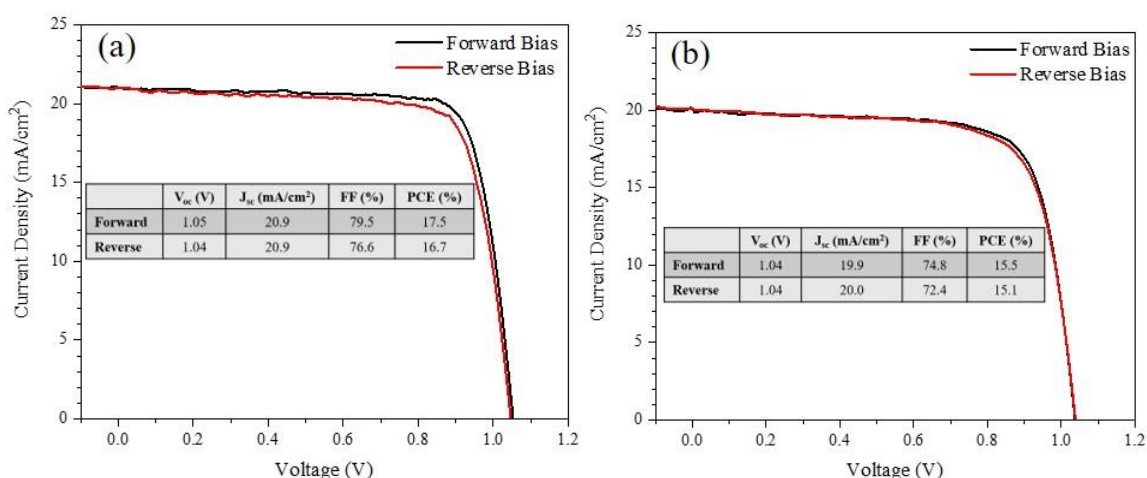 (a)
Forward Bias
Reverse Bias
25
20
15
10
5
0
Current Density (mA/cm²)
Voc (V) Jsc (mA/cm²) FF (%) PCE (%)
Forward 1.05 20.9 79.5 17.5
Reverse 1.04 20.9 76.6 16.7
0.0 0.2 0.4 0.6 0.8 1.0 1.2
Voltage (V)
(b)
Forward Bias
Reverse Bias
25
20
15
10
5
0
Current Density (mA/cm²)
Voc (V) Jsc (mA/cm²) FF (%) PCE (%)
Forward 1.04 19.9 74.8 15.5
Reverse 1.04 20.0 72.4 15.1
0.0 0.2 0.4 0.6 0.8 1.0 1.2
Voltage (V)